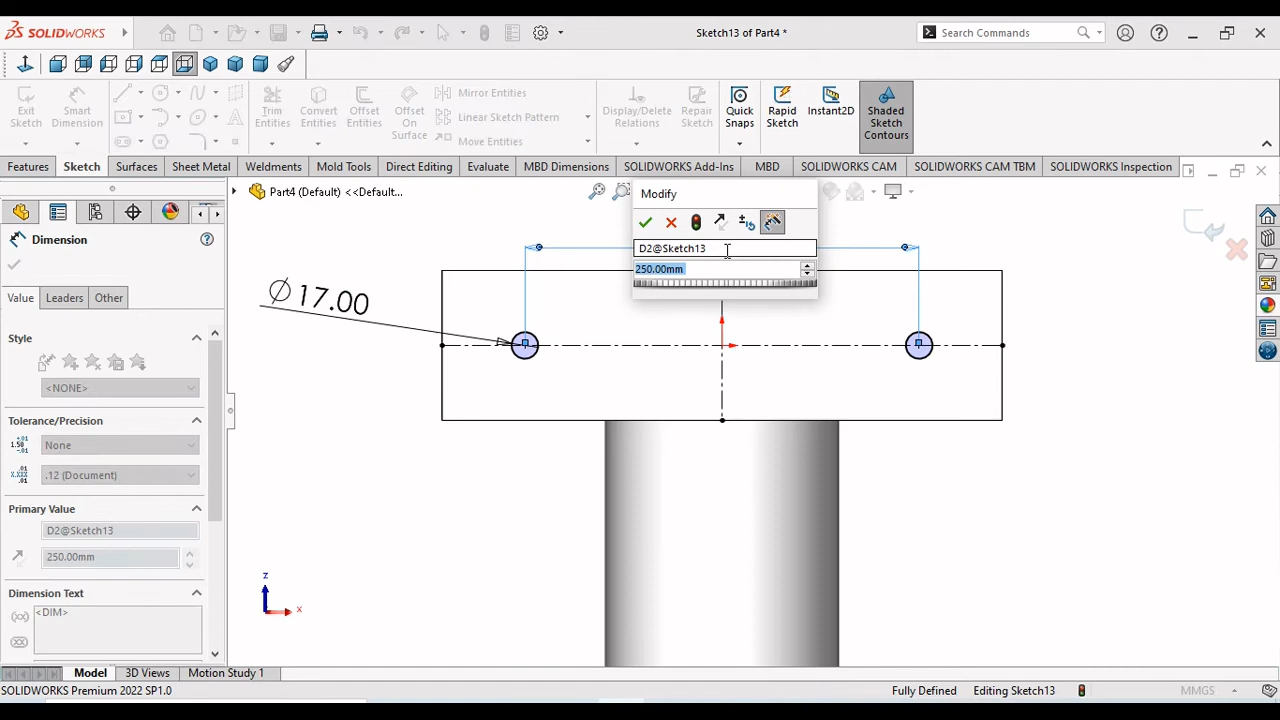 SOLIDWORKS
Sketch13 of Part4 *
Search Commands
Exit Sketch
Smart Dimension
Trim Entities
Convert Entities
Offset Entities
Offset On Surface
Mirror Entities
Linear Sketch Pattern
Move Entities
Display/Delete Relations
Repair Sketch
Quick Snaps
Rapid Sketch
Instant2D
Shaded Sketch Contours
Features
Sketch
Surfaces
Sheet Metal
Weldments
Mold Tools
Direct Editing
Evaluate
MBD Dimensions
SOLIDWORKS Add-Ins
MBD
SOLIDWORKS CAM
SOLIDWORKS CAM TBM
SOLIDWORKS Inspection
Part4 (Default) <<Default...
Modify
D2@Sketch13
250.00mm
Dimension
Value
Leaders
Other
Style
<NONE>
Tolerance/Precision
None
.12 (Document)
Primary Value
D2@Sketch13
250.00mm
Dimension Text
<DIM>
∅ 17.00
z
x
Model
3D Views
Motion Study 1
SOLIDWORKS Premium 2022 SP1.0
Fully Defined
Editing Sketch13
MMGS